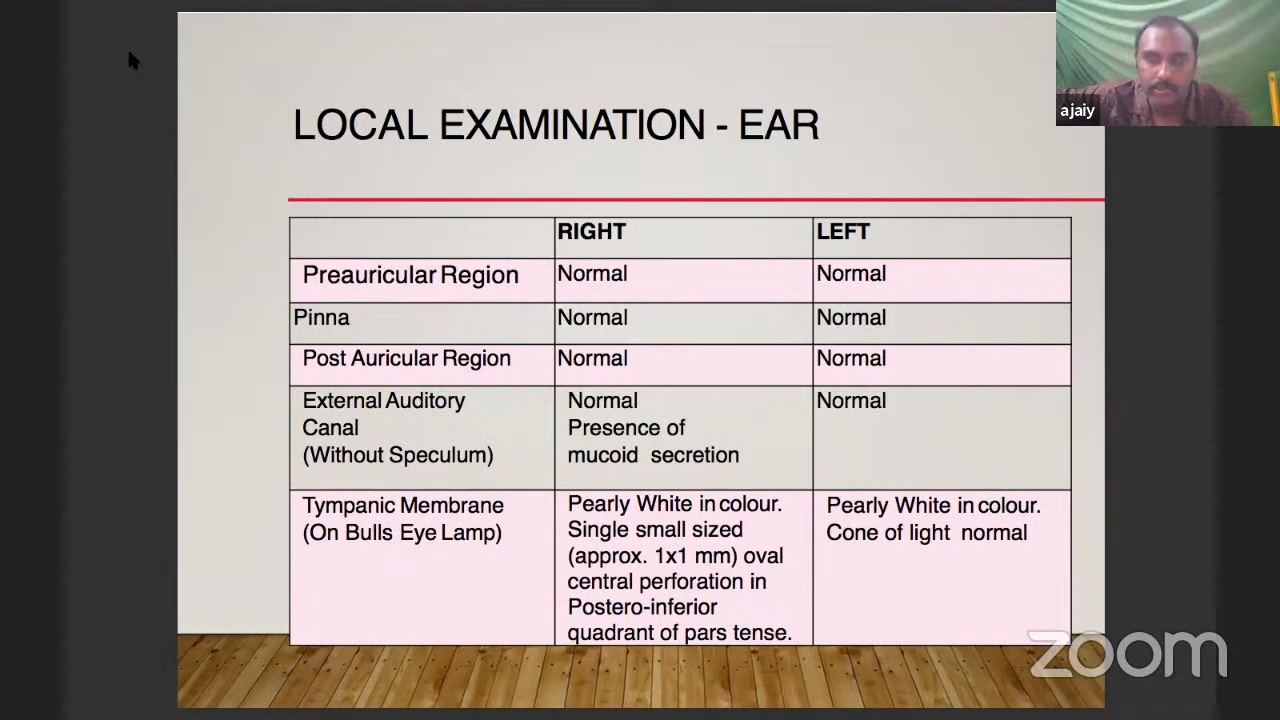 ajaiy
LOCAL EXAMINATION - EAR
RIGHT
LEFT
Preauricular Region
Normal
Normal
Pinna
Normal
Normal
Post Auricular Region
Normal
Normal
External Auditory
Canal
(Without Speculum)
Normal
Presence of
mucoid secretion
Normal
Tympanic Membrane
(On Bulls Eye Lamp)
Pearly White in colour.
Single small sized
(approx. 1x1 mm) oval
central perforation in
Postero-inferior
quadrant of pars tense.
Pearly White in colour.
Cone of light normal
zoom